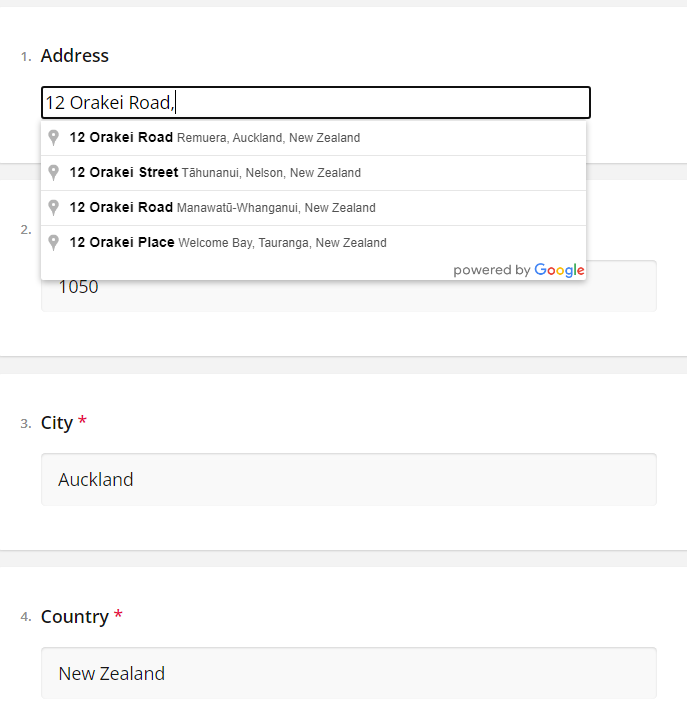 1. Address
12 Orakei Road,
12 Orakei Road Remuera, Auckland, New Zealand
12 Orakei Street Tāhunanui, Nelson, New Zealand
12 Orakei Road Manawatū-Whanganui, New Zealand
2.
12 Orakei Place Welcome Bay, Tauranga, New Zealand
powered by Google
1050
3. City *
Auckland
4. Country *
New Zealand